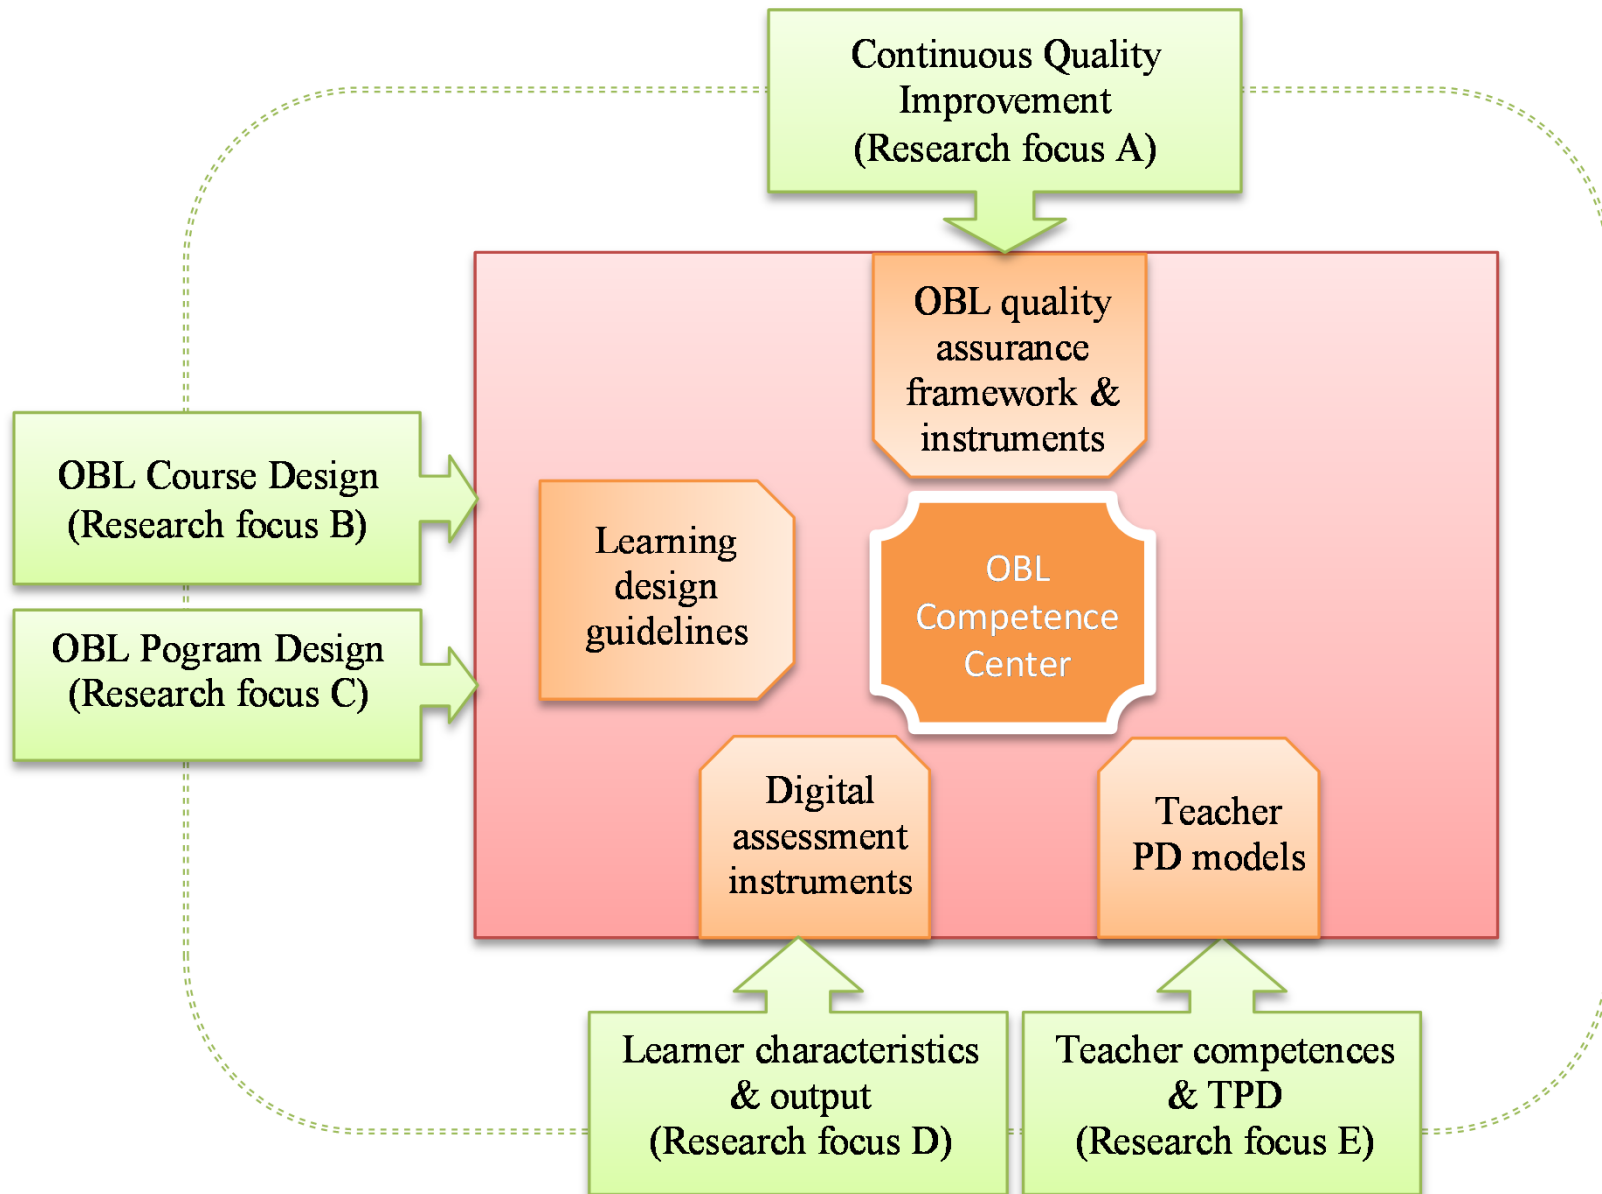 Continuous Quality
Improvement
(Research focus A)
OBL quality
assurance
framework &
instruments
OBL Course Design
(Research focus B)
Learning
design
guidelines
OBL
Competence
Center
OBL Pogram Design
(Research focus C)
Digital
assessment
instruments
Teacher
PD models
Learner characteristics
& output
(Research focus D)
Teacher competences
& TPD
(Research focus E)